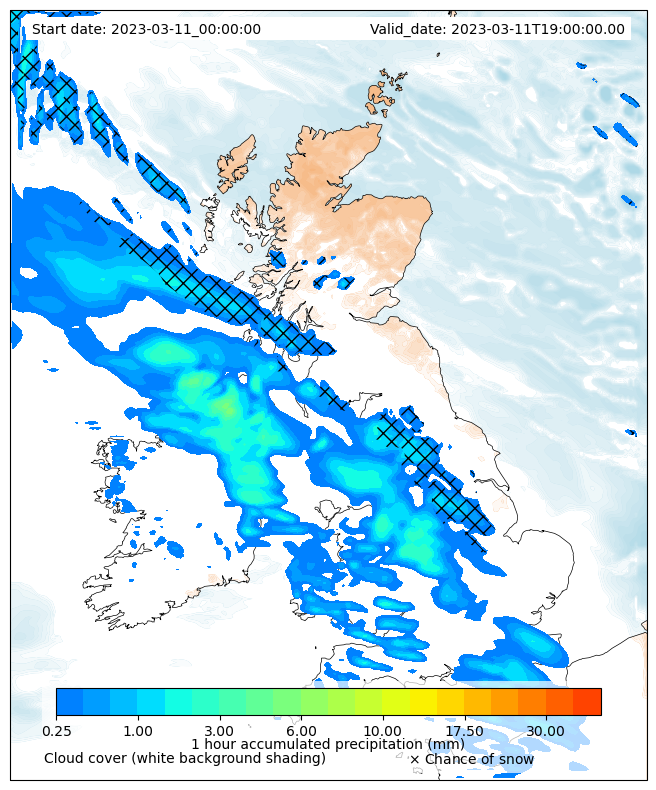 Start date: 2023-03-11_00:00:00 Valid_date: 2023-03-11T19:00:00.00
0.25 1.00 3.00 6.00 10.00 17.50 30.00
1 hour accumulated precipitation (mm)
Cloud cover (white background shading) × Chance of snow